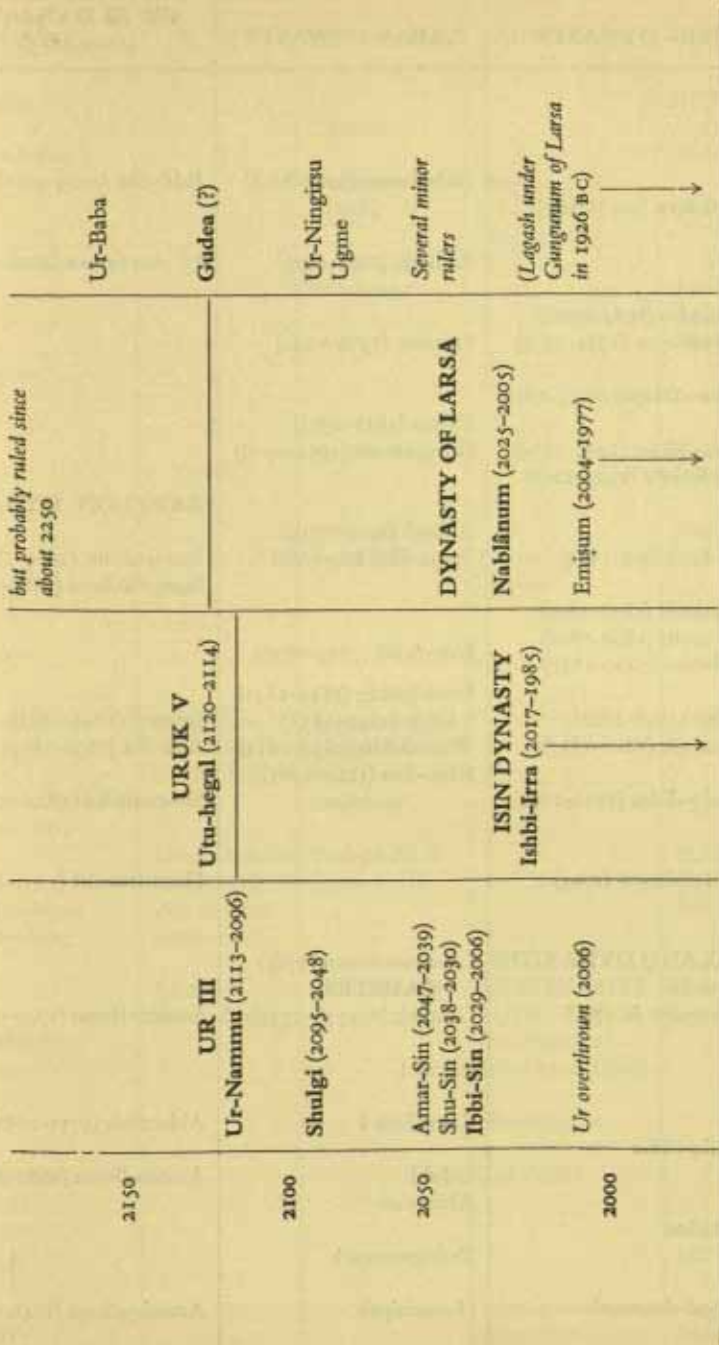 2150
2100
2050
2000
UR III
Ur-Nammu (2113–2096)
Shulgi (2095–2048)
Amar-Sin (2047–2039)
Shu-Sin (2038–2030)
Ibbi-Sin (2029–2006)
Ur overthrown (2006)
URUK V
Utu-hegal (2120–2114)
ISIN DYNASTY
Ishbi-Irra (2017–1985)
but probably ruled since
about 2250
DYNASTY OF LARSA
Nablânum (2025–2005)
Emiṣum (2004–1977)
Ur-Baba
Gudea (?)
Ur-Ningirsu
Ugme
Several minor
rulers
(Lagash under
Gungunum of Larsa
in 1926 BC)